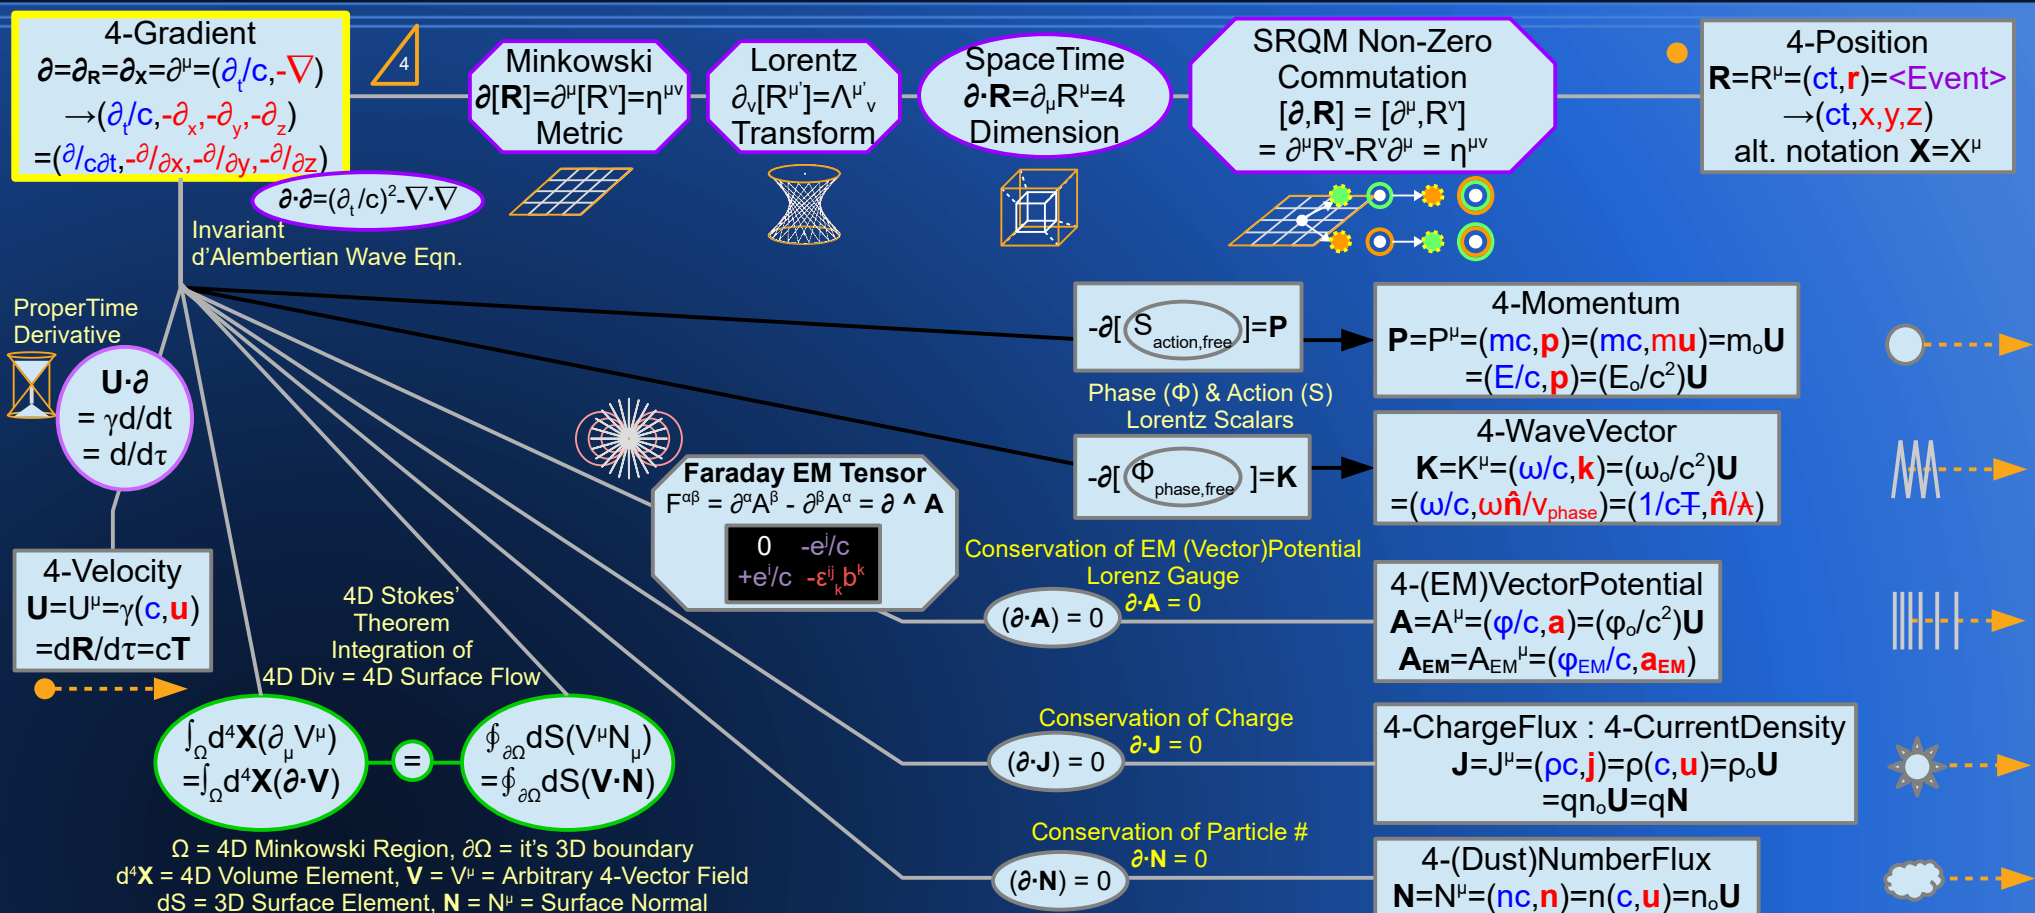 4-Gradient
∂=∂R=∂X=∂μ=(∂t/c,-∇)
→(∂t/c,-∂x,-∂y,-∂z)
=(∂/c∂t,-∂/∂x,-∂/∂y,-∂/∂z)
4
Minkowski
∂[R]=∂μ[Rν]=ημν
Metric
Lorentz
∂ν[Rμ']=Λμ'ν
Transform
SpaceTime
∂·R=∂μRμ=4
Dimension
SRQM Non-Zero
Commutation
[∂,R] = [∂μ,Rν]
= ∂μRν-Rν∂μ = ημν
4-Position
R=Rμ=(ct,r)=<Event>
→(ct,x,y,z)
alt. notation X=Xμ
∂·∂=(∂t/c)²-∇·∇
Invariant
d’Alembertian Wave Eqn.
ProperTime
Derivative
U·∂
= γd/dt
= d/dτ
-∂[ Saction,free ]=P
4-Momentum
P=Pμ=(mc,p)=(mc,mu)=moU
=(E/c,p)=(Eo/c²)U
Phase (Φ) & Action (S)
Lorentz Scalars
-∂[ Φphase,free ]=K
4-WaveVector
K=Kμ=(ω/c,k)=(ωo/c²)U
=(ω/c,ωn̂/vphase)=(1/cŦ,n̂/ƛ)
Faraday EM Tensor
Fαβ = ∂αAβ - ∂βAα = ∂ ^ A
0 -ej/c
+ei/c -εijkbk
4-Velocity
U=Uμ=γ(c,u)
=dR/dτ=cT
Conservation of EM (Vector)Potential
Lorenz Gauge
∂·A = 0
(∂·A) = 0
4-(EM)VectorPotential
A=Aμ=(φ/c,a)=(φo/c²)U
AEM=AEMμ=(φEM/c,aEM)
4D Stokes’
Theorem
Integration of
4D Div = 4D Surface Flow
∫Ωd⁴X(∂μVμ)
=∫Ωd⁴X(∂·V)
=
∮∂ΩdS(VμNμ)
=∮∂ΩdS(V·N)
Conservation of Charge
∂·J = 0
(∂·J) = 0
4-ChargeFlux : 4-CurrentDensity
J=Jμ=(ρc,j)=ρ(c,u)=ρoU
=qnoU=qN
Conservation of Particle #
∂·N = 0
(∂·N) = 0
4-(Dust)NumberFlux
N=Nμ=(nc,n)=n(c,u)=noU
Ω = 4D Minkowski Region, ∂Ω = it’s 3D boundary
d⁴X = 4D Volume Element, V = Vμ = Arbitrary 4-Vector Field
dS = 3D Surface Element, N = Nμ = Surface Normal